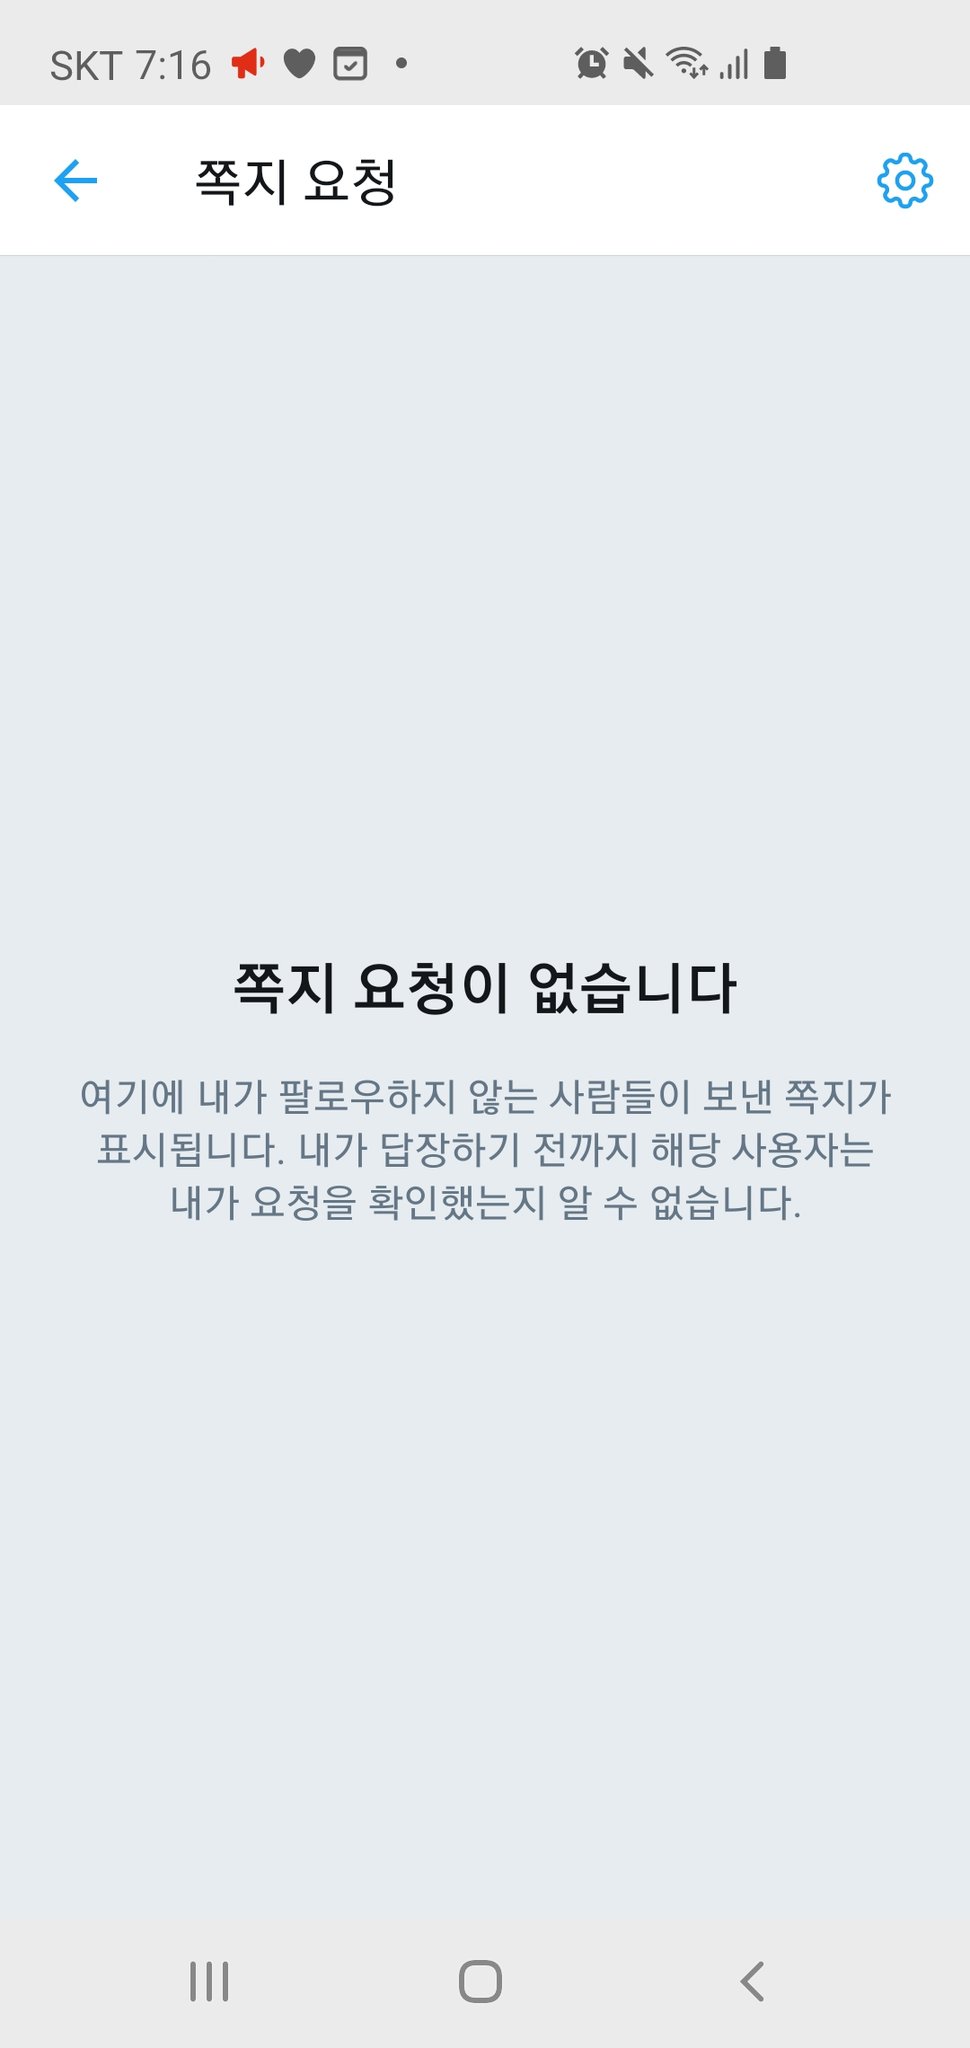 SKT 7:16
쪽지 요청
쪽지 요청이 없습니다
여기에 내가 팔로우하지 않는 사람들이 보낸 쪽지가
표시됩니다. 내가 답장하기 전까지 해당 사용자는
내가 요청을 확인했는지 알 수 없습니다.